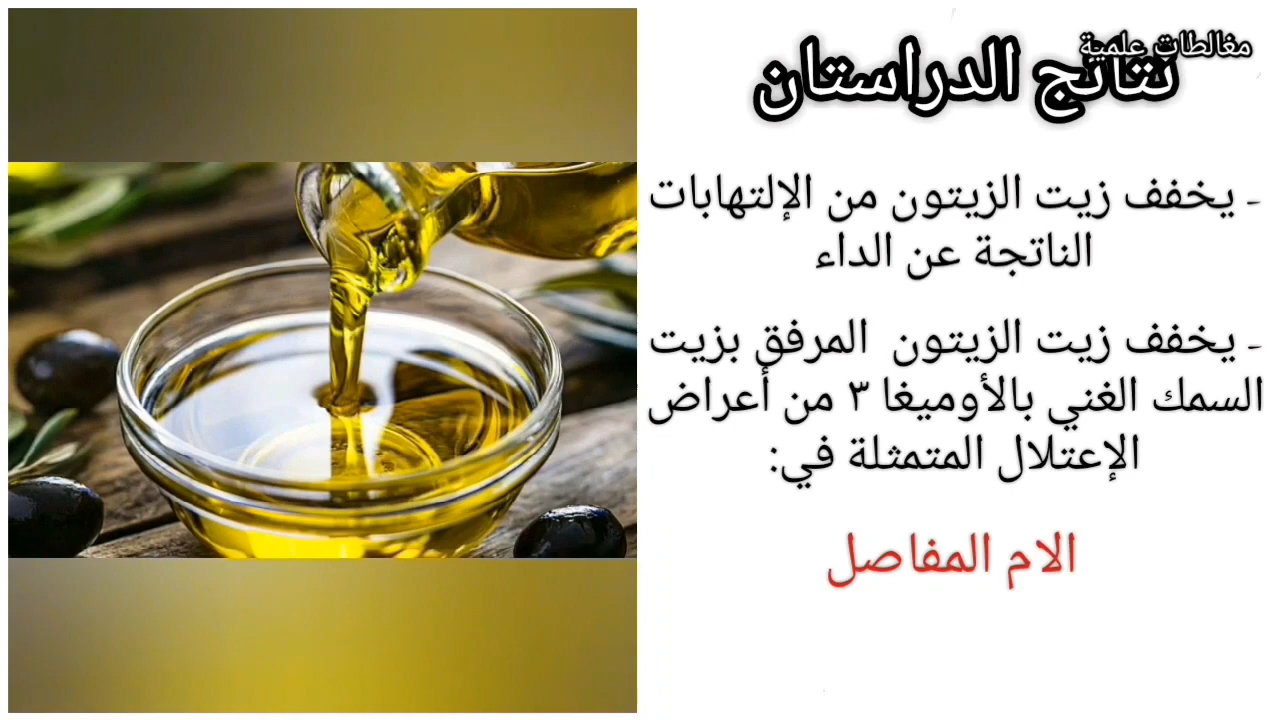 مغالطات علمية
نتائج الدراستان
- يخفف زيت الزيتون من الإلتهابات
الناتجة عن الداء
- يخفف زيت الزيتون المرفق بزيت
السمك الغني بالأوميغا ٣ من أعراض
الإعتلال المتمثلة في:
الام المفاصل